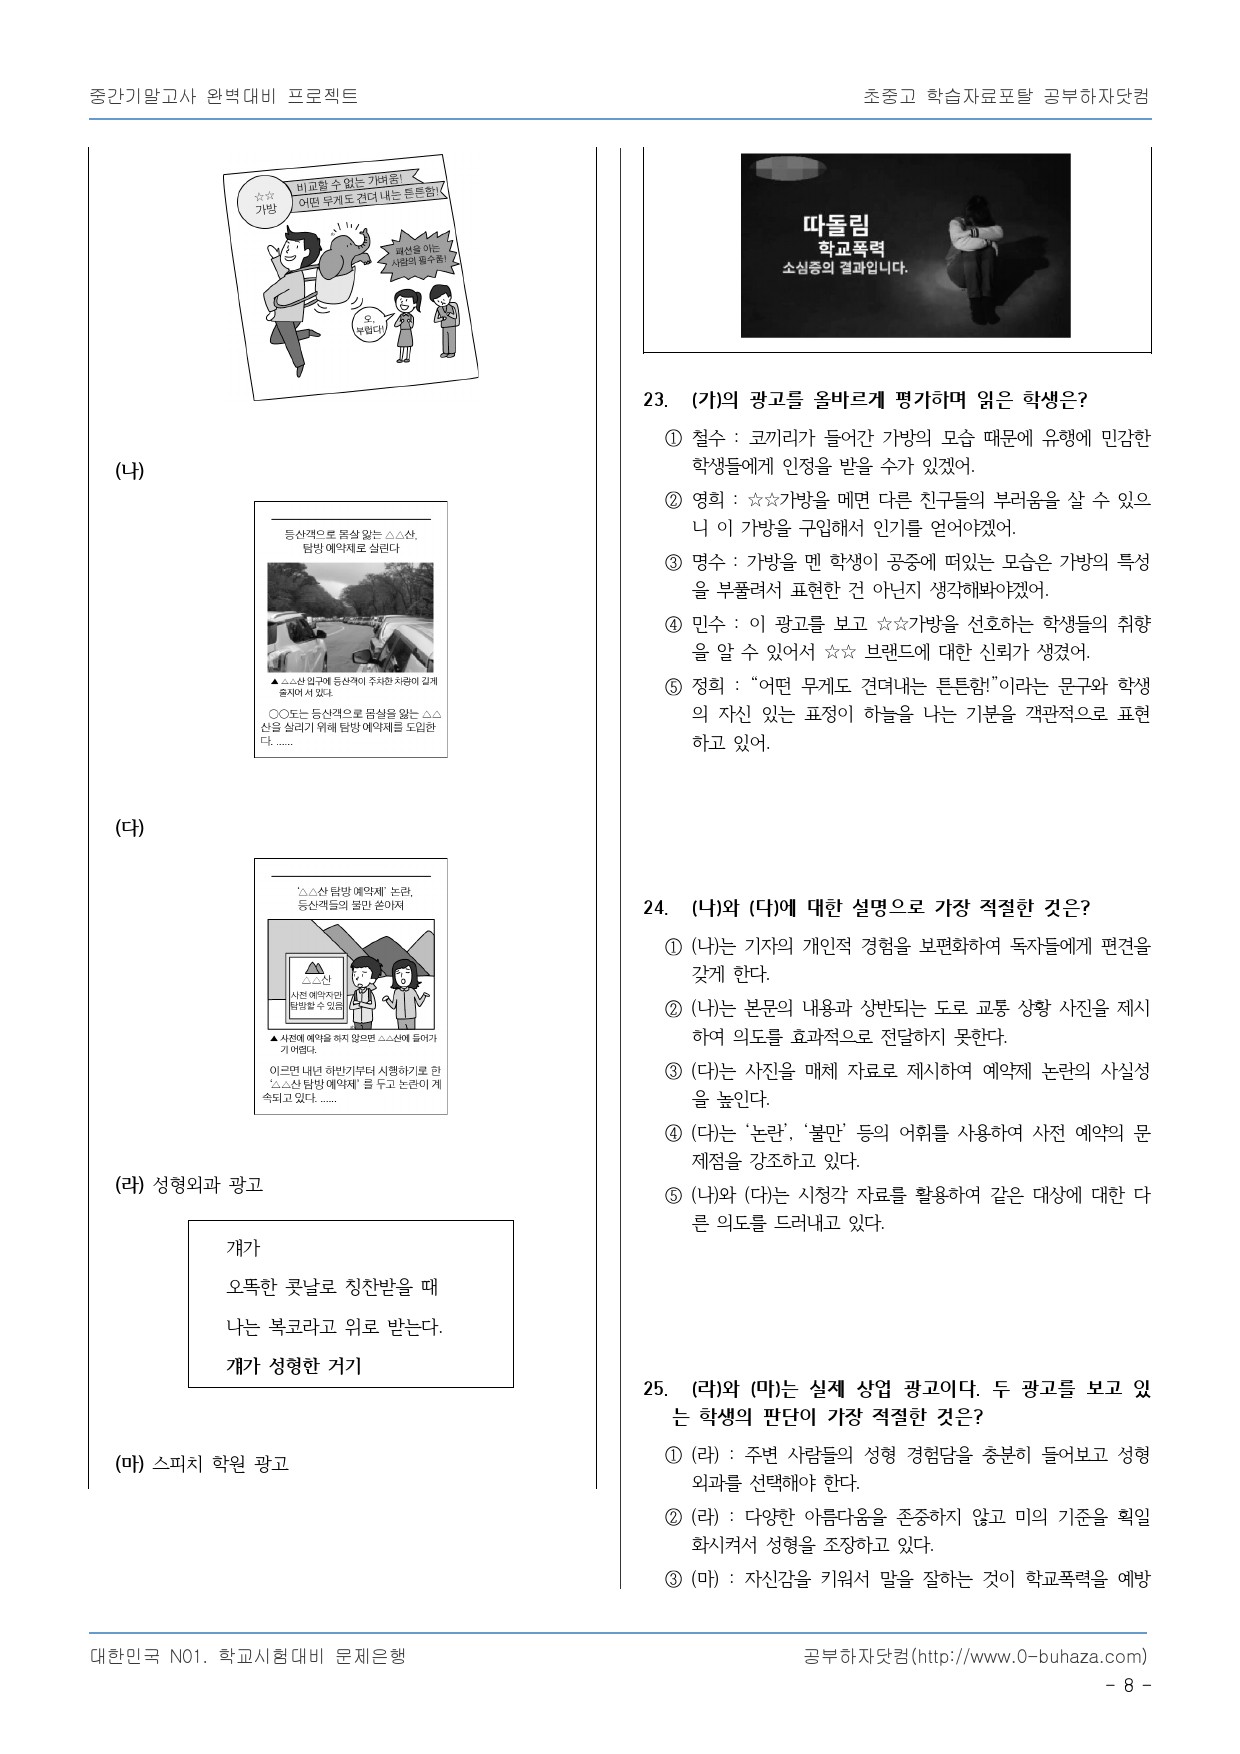 중간기말고사 완벽대비 프로젝트
초중고 학습자료포탈 공부하자닷컴
☆☆
가방
비교할 수 없는 가벼움!
어떤 무게도 견뎌 내는 튼튼함!
패션을 아는
사람의 필수품!
오,
부럽다!
(나)
등산객으로 몸살 앓는 △△산,
탐방 예약제로 살린다
▲ △△산 입구에 등산객이 주차한 차량이 길게
줄지어 서 있다.
○○도는 등산객으로 몸살을 앓는 △△
산을 살리기 위해 탐방 예약제를 도입한
다. ......
(다)
‘△△산 탐방 예약제’ 논란,
등산객들의 불만 쏟아져
△△산
사전 예약자만
탐방할 수 있음
▲ 사전에 예약을 하지 않으면 △△산에 들어가
기 어렵다.
이르면 내년 하반기부터 시행하기로 한
‘△△산 탐방 예약제’ 를 두고 논란이 계
속되고 있다. ......
(라) 성형외과 광고
걔가
오똑한 콧날로 칭찬받을 때
나는 복코라고 위로 받는다.
걔가 성형한 거기
(마) 스피치 학원 광고
따돌림
학교폭력
소심증의 결과입니다.
23. (가)의 광고를 올바르게 평가하며 읽은 학생은?
① 철수 : 코끼리가 들어간 가방의 모습 때문에 유행에 민감한
학생들에게 인정을 받을 수가 있겠어.
② 영희 : ☆☆가방을 메면 다른 친구들의 부러움을 살 수 있으
니 이 가방을 구입해서 인기를 얻어야겠어.
③ 명수 : 가방을 멘 학생이 공중에 떠있는 모습은 가방의 특성
을 부풀려서 표현한 건 아닌지 생각해봐야겠어.
④ 민수 : 이 광고를 보고 ☆☆가방을 선호하는 학생들의 취향
을 알 수 있어서 ☆☆ 브랜드에 대한 신뢰가 생겼어.
⑤ 정희 : “어떤 무게도 견뎌내는 튼튼함!”이라는 문구와 학생
의 자신 있는 표정이 하늘을 나는 기분을 객관적으로 표현
하고 있어.
24. (나)와 (다)에 대한 설명으로 가장 적절한 것은?
① (나)는 기자의 개인적 경험을 보편화하여 독자들에게 편견을
갖게 한다.
② (나)는 본문의 내용과 상반되는 도로 교통 상황 사진을 제시
하여 의도를 효과적으로 전달하지 못한다.
③ (다)는 사진을 매체 자료로 제시하여 예약제 논란의 사실성
을 높인다.
④ (다)는 ‘논란’, ‘불만’ 등의 어휘를 사용하여 사전 예약의 문
제점을 강조하고 있다.
⑤ (나)와 (다)는 시청각 자료를 활용하여 같은 대상에 대한 다
른 의도를 드러내고 있다.
25. (라)와 (마)는 실제 상업 광고이다. 두 광고를 보고 있
는 학생의 판단이 가장 적절한 것은?
① (라) : 주변 사람들의 성형 경험담을 충분히 들어보고 성형
외과를 선택해야 한다.
② (라) : 다양한 아름다움을 존중하지 않고 미의 기준을 획일
화시켜서 성형을 조장하고 있다.
③ (마) : 자신감을 키워서 말을 잘하는 것이 학교폭력을 예방
대한민국 N01. 학교시험대비 문제은행
공부하자닷컴(http://www.0-buhaza.com)
- 8 -